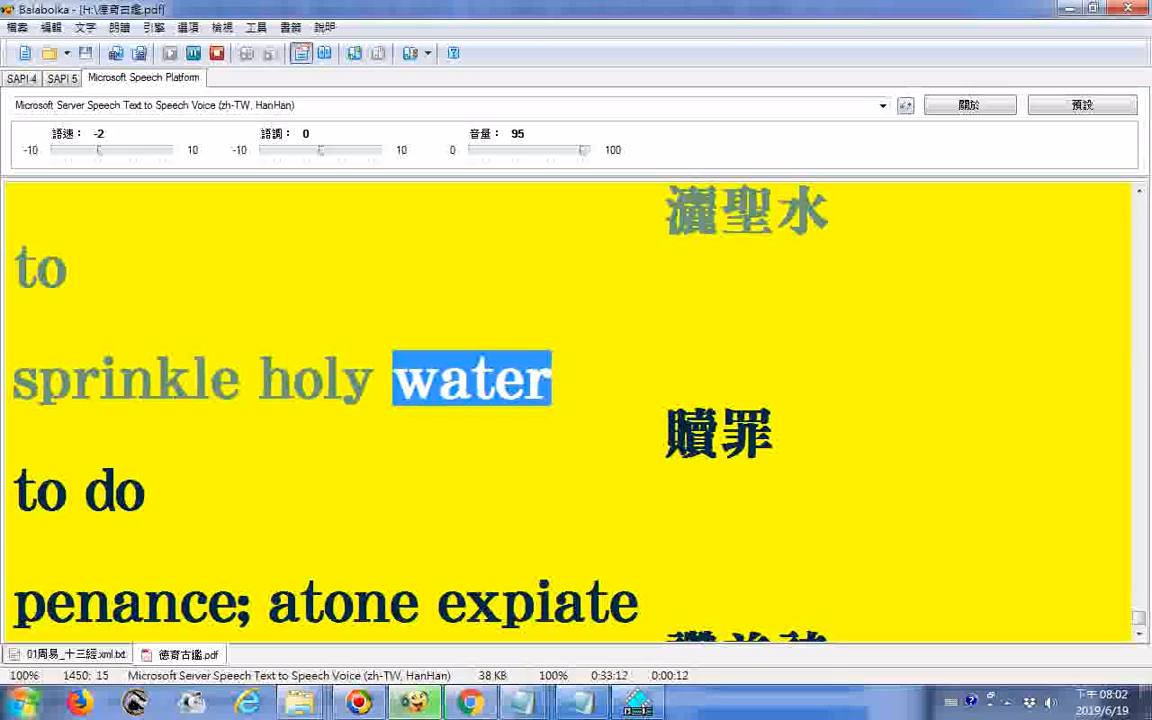 Balabolka - [H:\德育古鑑.pdf]
檔案 編輯 文字 朗讀 引擎 選項 檢視 工具 書籤 說明
SAPI 4 SAPI 5 Microsoft Speech Platform
Microsoft Server Speech Text to Speech Voice (zh-TW, HanHan) 關於 預設
語速： -2 語調： 0 音量： 95
-10 10 -10 10 0 100
灑聖水
to
sprinkle holy water
贖罪
to do
penance; atone expiate
01周易_十三經.xml.txt 德育古鑑.pdf
100% 1450; 15 Microsoft Server Speech Text to Speech Voice (zh-TW, HanHan) 38 KB 100% 0:33:12 0:00:12
下午 08:02
2019/6/19